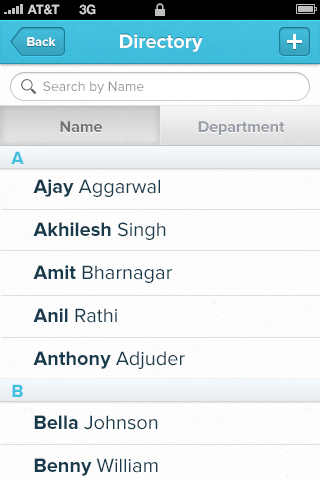 AT&T 3G
Back Directory +
Search by Name
Name Department
A
Ajay Aggarwal
Akhilesh Singh
Amit Bharnagar
Anil Rathi
Anthony Adjuder
B
Bella Johnson
Benny William